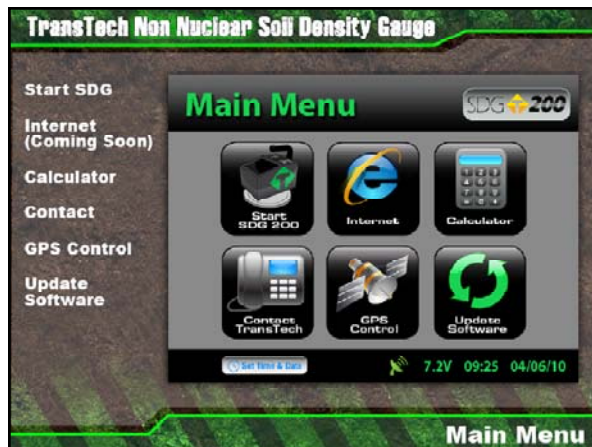 TransTech Non Nuclear Soil Density Gauge
Start SDG
Internet
(Coming Soon)
Calculator
Contact
GPS Control
Update
Software
Main Menu
SDG 200
Start
SDG 200
Internet
Calculator
Contact
TransTech
GPS
Control
Update
Software
Set Time & Date
7.2V 09:25 04/06/10
Main Menu